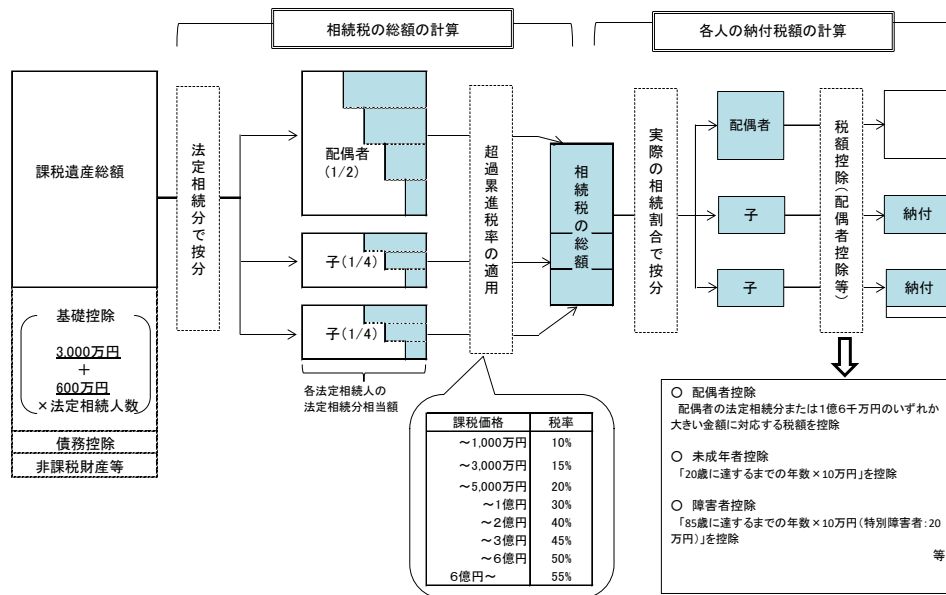 相続税の総額の計算
各人の納付税額の計算
課税遺産総額
基礎控除
3,000万円
＋
600万円
×法定相続人数
債務控除
非課税財産等
法定相続分で按分
配偶者
(1/2)
子(1/4)
子(1/4)
各法定相続人の
法定相続分相当額
超過累進税率の適用
課税価格 税率
～1,000万円 10%
～3,000万円 15%
～5,000万円 20%
～1億円 30%
～2億円 40%
～3億円 45%
～6億円 50%
6億円～ 55%
相続税の総額
実際の相続割合で按分
配偶者
子
子
税額控除(配偶者控除等)
納付
納付
○ 配偶者控除
配偶者の法定相続分または1億6千万円のいずれか
大きい金額に対応する税額を控除
○ 未成年者控除
「20歳に達するまでの年数×10万円」を控除
○ 障害者控除
「85歳に達するまでの年数×10万円(特別障害者:20
万円)」を控除
等